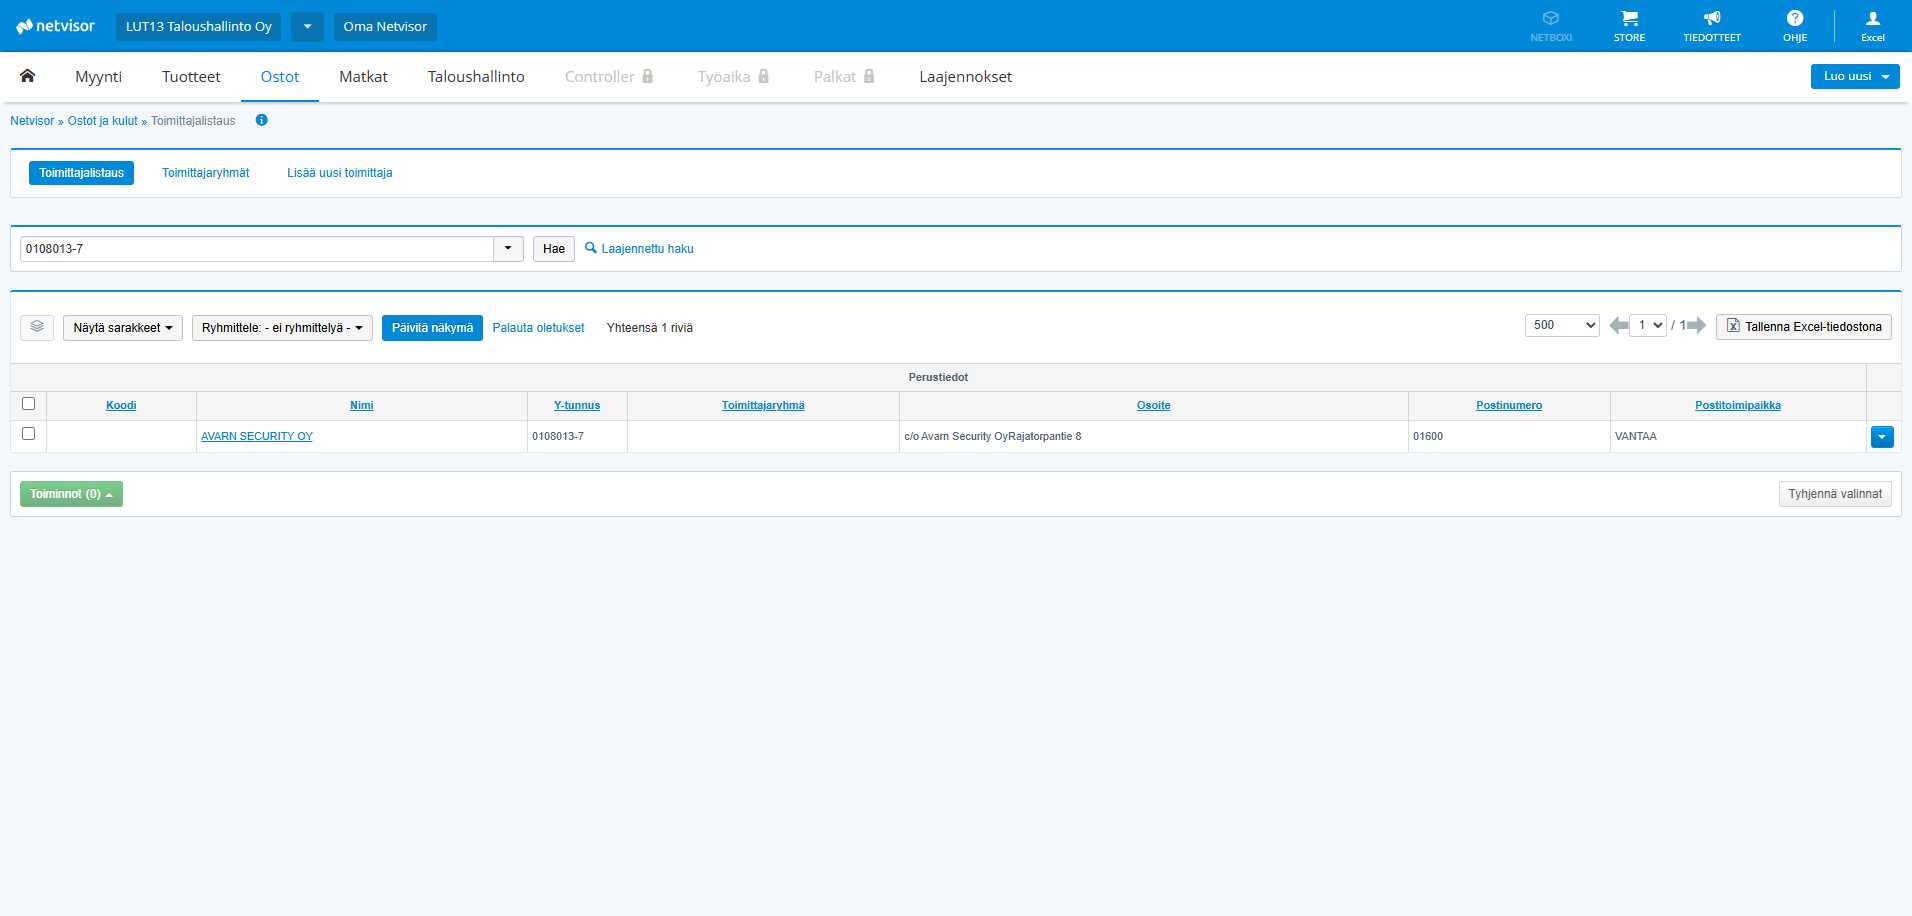 netvisor LUT13 Taloushallinto Oy Oma Netvisor NETBOXI STORE TIEDOTTEET OHJE Excel
Myynti Tuotteet Ostot Matkat Taloushallinto Controller Työaika Palkat Laajennokset Luo uusi
Netvisor » Ostot ja kulut » Toimittajalistaus
Toimittajalistaus Toimittajaryhmät Lisää uusi toimittaja
0108013-7 Hae Laajennettu haku
Näytä sarakkeet Ryhmittele: - ei ryhmittelyä - Päivitä näkymä Palauta oletukset Yhteensä 1 riviä 500 1 / 1 Tallenna Excel-tiedostona
Perustiedot
Koodi Nimi Y-tunnus Toimittajaryhmä Osoite Postinumero Postitoimipaikka
AVARN SECURITY OY 0108013-7 c/o Avarn Security OyRajatorpantie 8 01600 VANTAA
Toiminnot (0) Tyhjennä valinnat